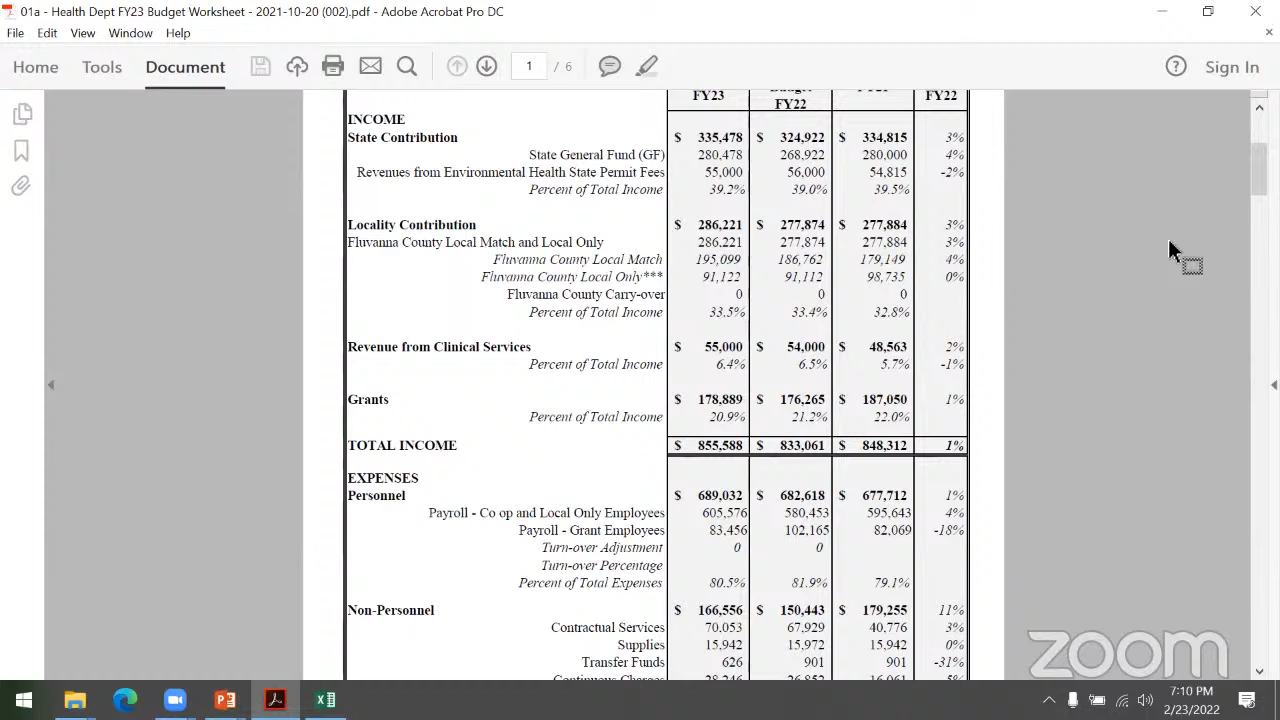 01a - Health Dept FY23 Budget Worksheet - 2021-10-20 (002).pdf - Adobe Acrobat Pro DC
File Edit View Window Help
Home Tools Document 1 / 6 Sign In
FY23 FY22 FY22
INCOME
State Contribution $ 335,478 $ 324,922 $ 334,815 3%
State General Fund (GF) 280,478 268,922 280,000 4%
Revenues from Environmental Health State Permit Fees 55,000 56,000 54,815 -2%
Percent of Total Income 39.2% 39.0% 39.5%
Locality Contribution $ 286,221 $ 277,874 $ 277,884 3%
Fluvanna County Local Match and Local Only 286,221 277,874 277,884 3%
Fluvanna County Local Match 195,099 186,762 179,149 4%
Fluvanna County Local Only*** 91,122 91,112 98,735 0%
Fluvanna County Carry-over 0 0 0
Percent of Total Income 33.5% 33.4% 32.8%
Revenue from Clinical Services $ 55,000 $ 54,000 $ 48,563 2%
Percent of Total Income 6.4% 6.5% 5.7% -1%
Grants $ 178,889 $ 176,265 $ 187,050 1%
Percent of Total Income 20.9% 21.2% 22.0%
TOTAL INCOME $ 855,588 $ 833,061 $ 848,312 1%
EXPENSES
Personnel $ 689,032 $ 682,618 $ 677,712 1%
Payroll - Co op and Local Only Employees 605,576 580,453 595,643 4%
Payroll - Grant Employees 83,456 102,165 82,069 -18%
Turn-over Adjustment 0 0
Turn-over Percentage
Percent of Total Expenses 80.5% 81.9% 79.1%
Non-Personnel $ 166,556 $ 150,443 $ 179,255 11%
Contractual Services 70,053 67,929 40,776 3%
Supplies 15,942 15,972 15,942 0%
Transfer Funds 626 901 901 -31%
zoom
7:10 PM
2/23/2022